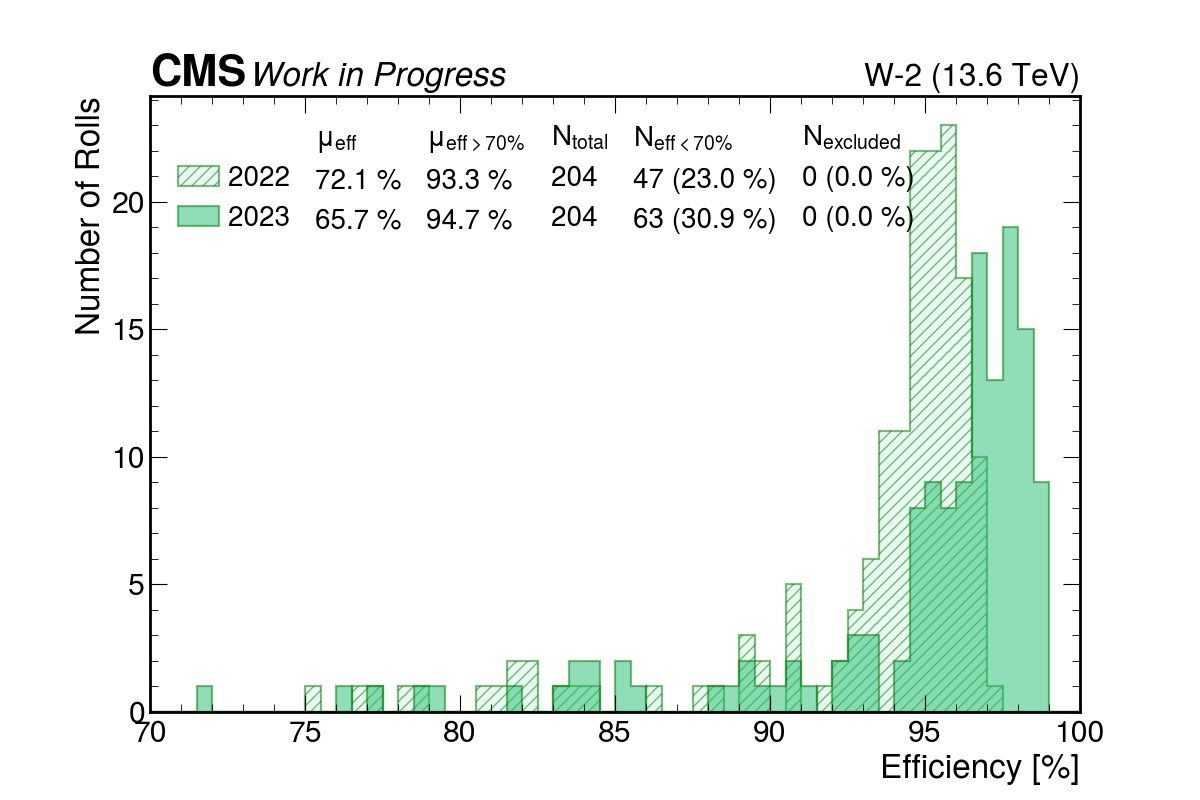 CMS Work in Progress W-2 (13.6 TeV)
Number of Rolls
μeff μeff > 70% Ntotal Neff < 70% Nexcluded
2022 72.1 % 93.3 % 204 47 (23.0 %) 0 (0.0 %)
2023 65.7 % 94.7 % 204 63 (30.9 %) 0 (0.0 %)
20
15
10
5
0
70 75 80 85 90 95 100
Efficiency [%]